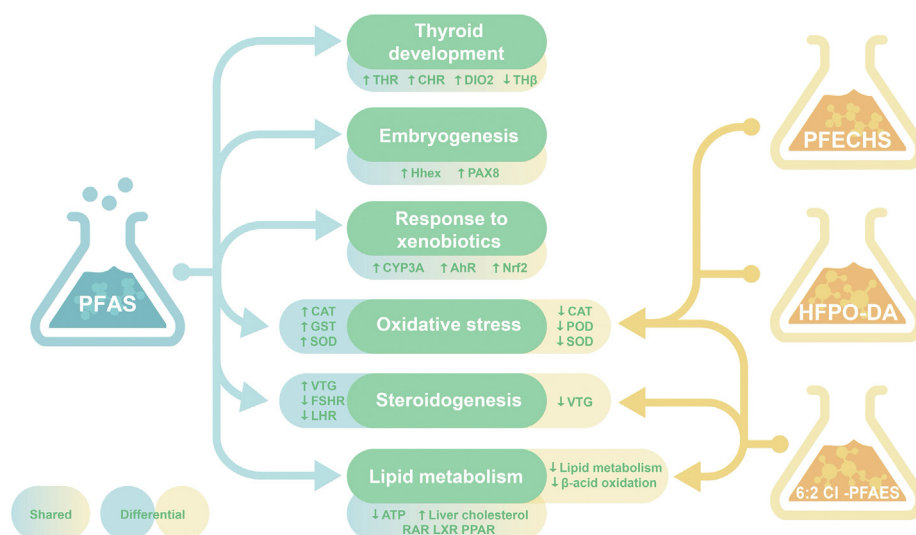 Thyroid
development
↑THR ↑CHR ↑DIO2 ↓THβ
Embryogenesis
↑Hhex ↑PAX8
Response to
xenobiotics
↑CYP3A ↑AhR ↑Nrf2
PFAS
↑CAT
↑GST
↑SOD
Oxidative stress
↓CAT
↓POD
↓SOD
↑VTG
↓FSHR
↓LHR
Steroidogenesis
↓VTG
Lipid metabolism
↓Lipid metabolism
↓β-acid oxidation
↓ATP ↑Liver cholesterol
RAR LXR PPAR
PFECHS
HFPO-DA
6:2 Cl -PFAES
Shared
Differential